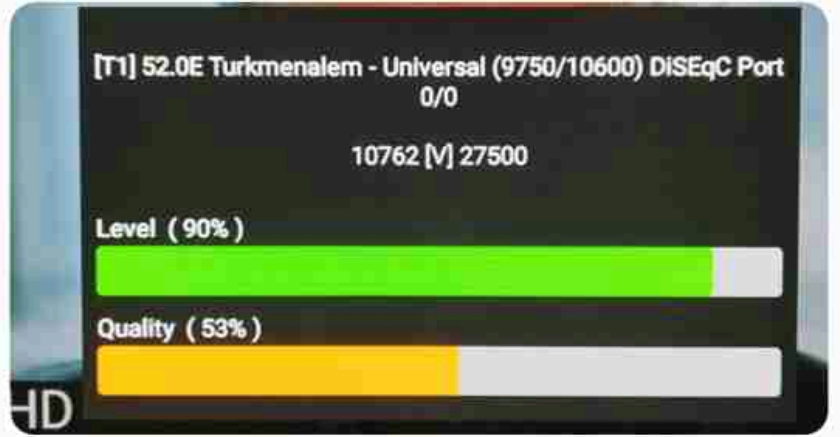 [T1] 52.0E Turkmenalem - Universal (9750/10600) DiSEqC Port
0/0
10762 [V] 27500
Level ( 90% )
Quality ( 53% )
HD